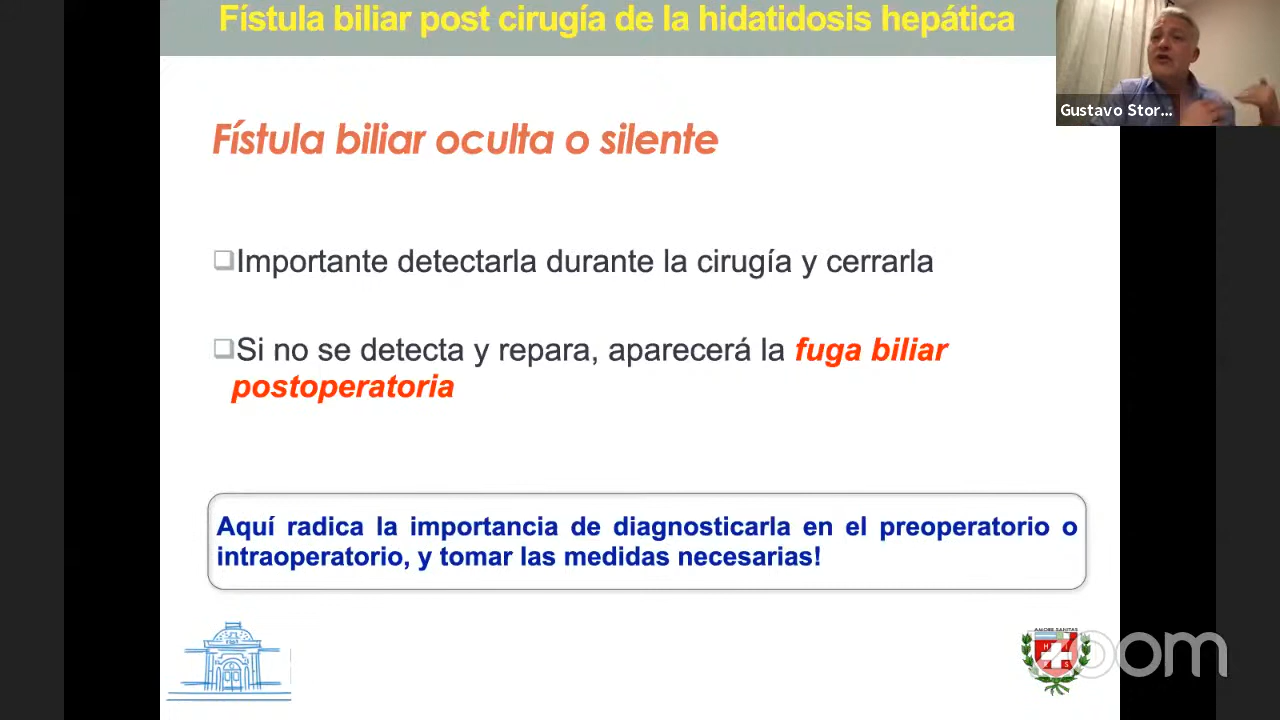 Fístula biliar post cirugía de la hidatidosis hepática
Gustavo Stor...
Fístula biliar oculta o silente
Importante detectarla durante la cirugía y cerrarla
Si no se detecta y repara, aparecerá la fuga biliar
postoperatoria
Aquí radica la importancia de diagnosticarla en el preoperatorio o
intraoperatorio, y tomar las medidas necesarias!
AMORE SANITAS
H I
S
zoom